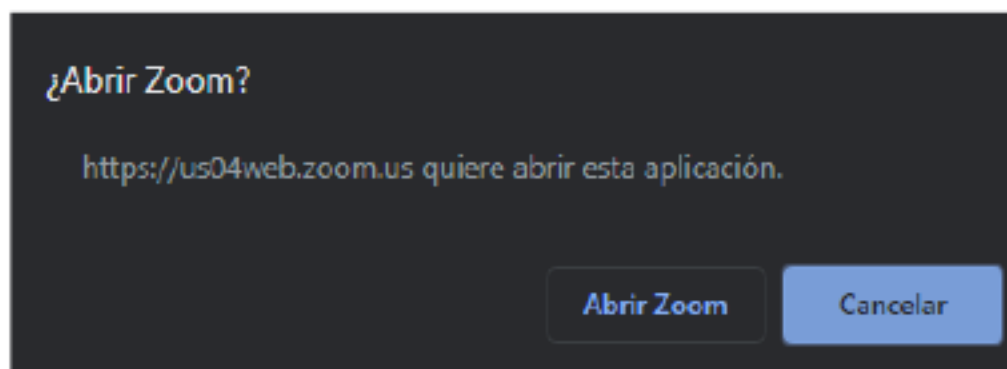 ¿Abrir Zoom?
https://us04web.zoom.us quiere abrir esta aplicación.
Abrir Zoom Cancelar